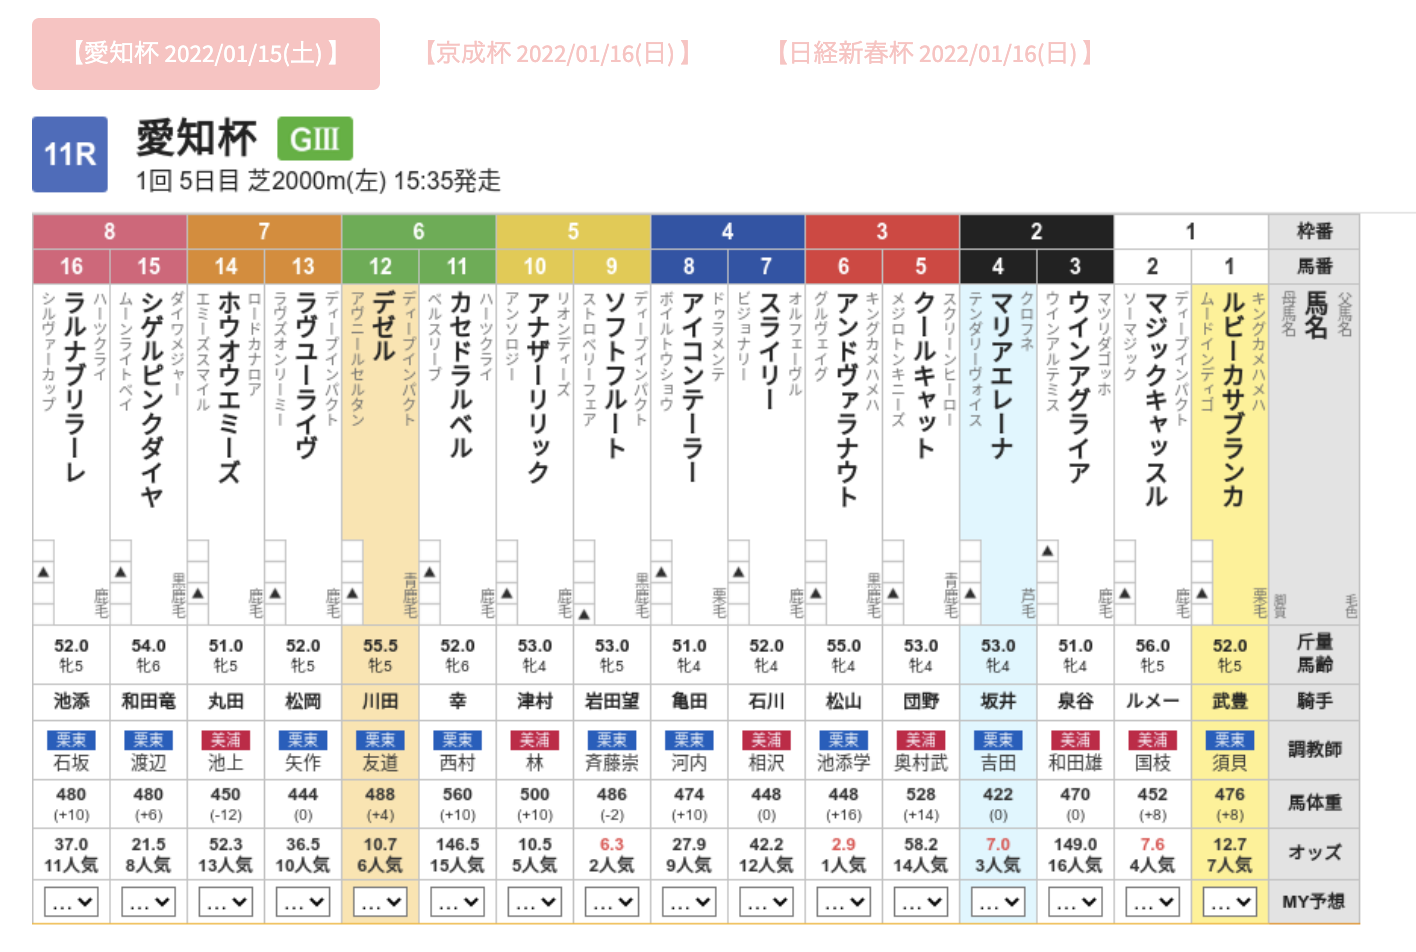 【愛知杯 2022/01/15(土) 】 【京成杯 2022/01/16(日) 】 【日経新春杯 2022/01/16(日) 】
11R 愛知杯 GⅢ
1回 5日目 芝2000m(左) 15:35発走
8 7 6 5 4 3 2 1 枠番
16 15 14 13 12 11 10 9 8 7 6 5 4 3 2 1 馬番
父馬名
馬名
母馬名
キングカメハメハ
ルビーカサブランカ
ムードインディゴ
ディープインパクト
マジックキャッスル
ソーマジック
マツリダゴッホ
ウインアグライア
ウインアルテミス
クロフネ
マリアエレーナ
テンダリーヴォイス
スクリーンヒーロー
クールキャット
メジロトンキニーズ
キングカメハメハ
アンドヴァラナウト
グルヴェイグ
オルフェーヴル
スライリー
ビジョナリー
ドゥラメンテ
アイコンテーラー
ボイルトウショウ
ディープインパクト
ソフトフルート
ストロベリーフェア
リオンディーズ
アナザーリリック
アンソロジー
ハーツクライ
カセドラルベル
ベルスリーブ
ディープインパクト
デゼル
アヴニールセルタン
ディープインパクト
ラヴユーライヴ
ラヴズオンリーミー
ロードカナロア
ホウオウエミーズ
エミーズスマイル
ダイワメジャー
シゲルピンクダイヤ
ムーンライトベイ
ハーツクライ
ラルナブリラーレ
シルヴァーカップ
▲ ▲ ▲ ▲ ▲ ▲ ▲ ▲ ▲ ▲ ▲ ▲ ▲ ▲ ▲ ▲
鹿毛 黒鹿毛 鹿毛 鹿毛 青鹿毛 鹿毛 鹿毛 黒鹿毛 栗毛 鹿毛 黒鹿毛 青鹿毛 芦毛 鹿毛 鹿毛 栗毛 脚質 毛色
52.0 54.0 51.0 52.0 55.5 52.0 53.0 53.0 51.0 52.0 55.0 53.0 53.0 51.0 56.0 52.0 斤量
牝5 牝6 牝5 牝5 牝5 牝6 牝4 牝5 牝4 牝4 牝4 牝4 牝4 牝4 牝5 牝5 馬齢
池添 和田竜 丸田 松岡 川田 幸 津村 岩田望 亀田 石川 松山 団野 坂井 泉谷 ルメー 武豊 騎手
栗東 栗東 美浦 栗東 栗東 栗東 美浦 栗東 栗東 美浦 栗東 美浦 栗東 美浦 美浦 栗東 調教師
石坂 渡辺 池上 矢作 友道 西村 林 斉藤崇 河内 相沢 池添学 奥村武 吉田 和田雄 国枝 須貝
480 480 450 444 488 560 500 486 474 448 448 528 422 470 452 476 馬体重
(+10) (+6) (-12) (0) (+4) (+10) (+10) (-2) (+10) (0) (+16) (+14) (0) (0) (+8) (+8)
37.0 21.5 52.3 36.5 10.7 146.5 10.5 6.3 27.9 42.2 2.9 58.2 7.0 149.0 7.6 12.7 オッズ
11人気 8人気 13人気 10人気 6人気 15人気 5人気 2人気 9人気 12人気 1人気 14人気 3人気 16人気 4人気 7人気
... ... ... ... ... ... ... ... ... ... ... ... ... ... ... ... MY予想